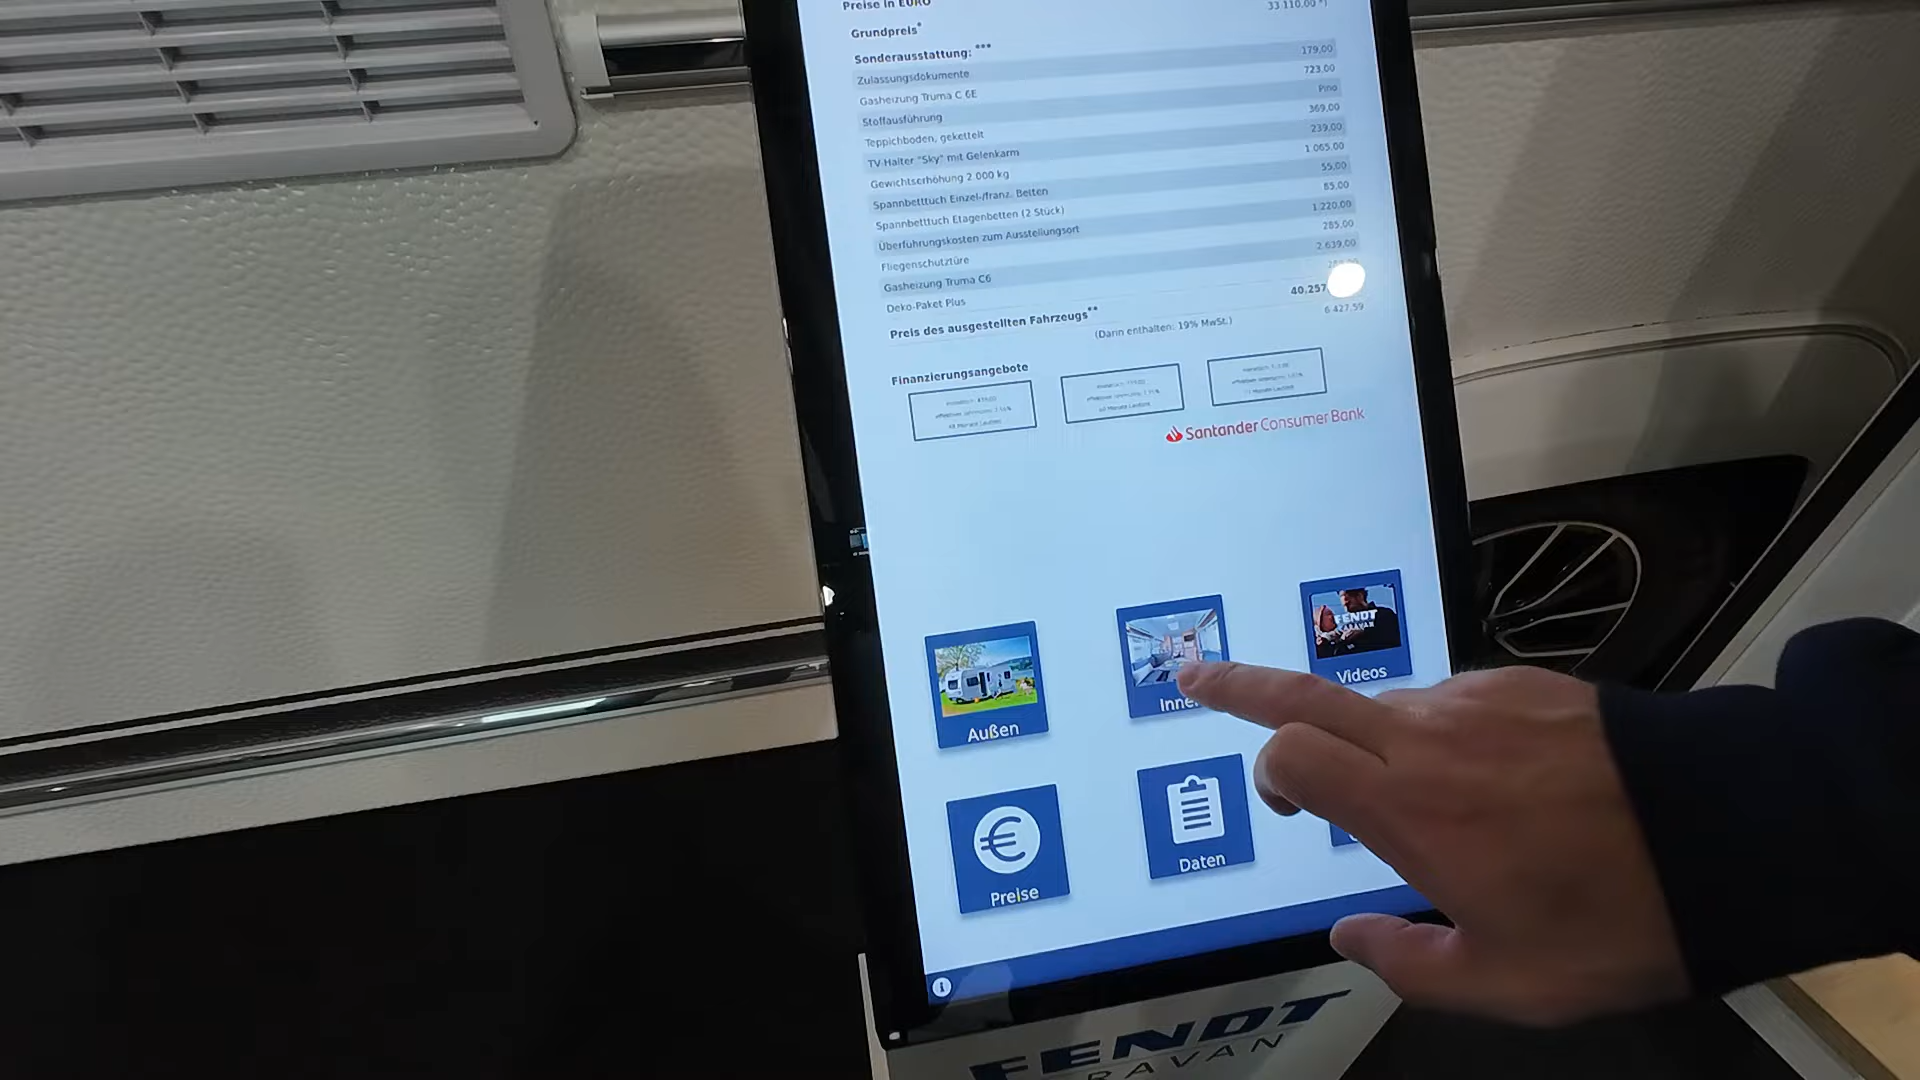 Preise in EURO
Grundpreis* 33 110,00 *)
Sonderausstattung: ***
Zulassungsdokumente 179,00
Gasheizung Truma C 6E 723,00
Stoffausführung Pino
Teppichboden, gekettelt 369,00
TV-Halter "Sky" mit Gelenkarm 239,00
Gewichtserhöhung 2 000 kg 1 065,00
Spannbetttuch Einzel-/franz. Betten 55,00
Spannbetttuch Etagenbetten (2 Stück) 85,00
Überführungskosten zum Ausstellungsort 1 220,00
Fliegenschutztüre 285,00
Gasheizung Truma C6 2 639,00
Deko-Paket Plus
Preis des ausgestellten Fahrzeugs** 40.257
(Darin enthalten: 19% MwSt.) 6 427,59
Finanzierungsangebote
Santander Consumer Bank
FENDT
CARAVAN
Außen
Innen
Videos
Preise
Daten
i
FENDT
RAVAN